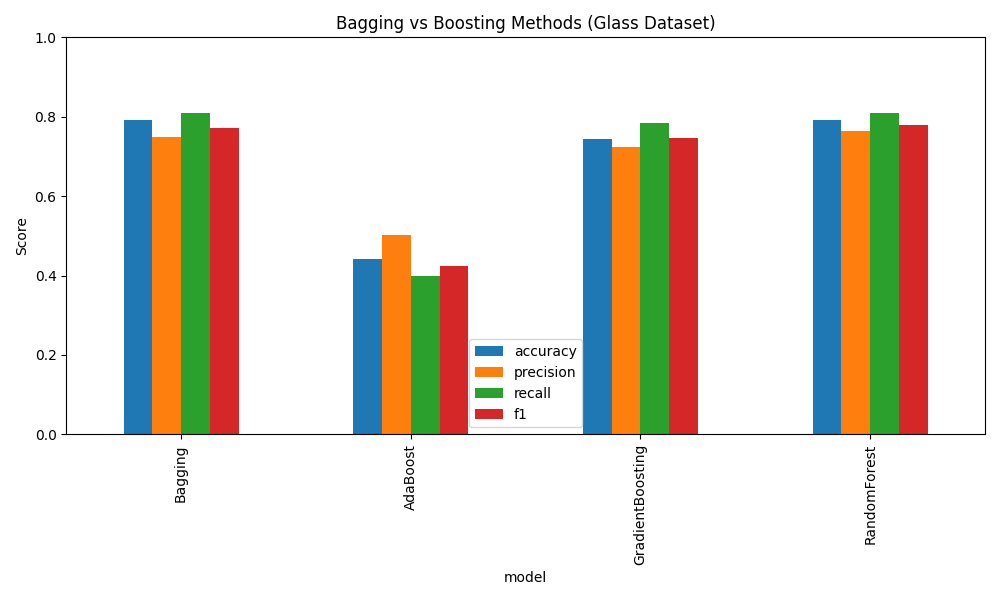 Bagging vs Boosting Methods (Glass Dataset)
1.0
0.8
0.6
0.4
0.2
0.0
Score
accuracy
precision
recall
f1
Bagging
AdaBoost
GradientBoosting
RandomForest
model